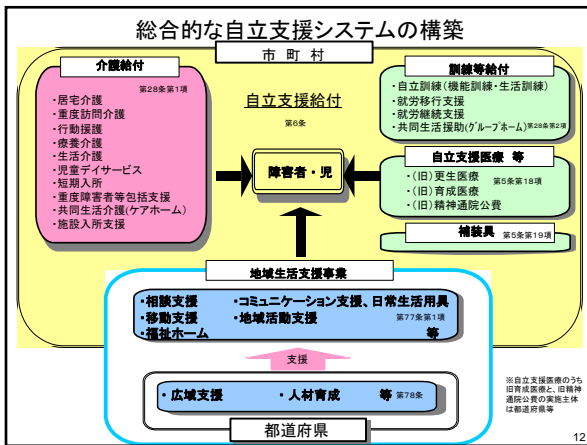 総合的な自立支援システムの構築
市町村
介護給付
第28条第1項
・居宅介護
・重度訪問介護
・行動援護
・療養介護
・生活介護
・児童デイサービス
・短期入所
・重度障害者等包括支援
・共同生活介護(ケアホーム)
・施設入所支援
自立支援給付
第6条
障害者・児
訓練等給付
・自立訓練(機能訓練・生活訓練)
・就労移行支援
・就労継続支援
・共同生活援助(グループホーム)第28条第2項
自立支援医療 等
・(旧)更生医療
第5条第18項
・(旧)育成医療
・(旧)精神通院公費
補装具 第5条第19項
地域生活支援事業
・相談支援 ・コミュニケーション支援、日常生活用具
・移動支援 ・地域活動支援 第77条第1項
・福祉ホーム 等
支援
・広域支援 ・人材育成 等 第78条
都道府県
※自立支援医療のうち
旧育成医療と、旧精神
通院公費の実施主体
は都道府県等
12